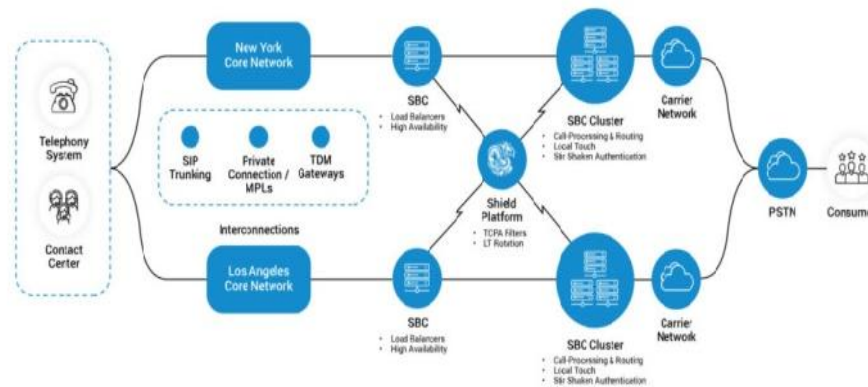 Telephony
System
Contact
Center
New York
Core Network
SIP
Trunking
Private
Connection /
MPLs
TDM
Gateways
Interconnections
Los Angeles
Core Network
SBC
• Load Balancers
• High Availability
Shield
Platform
• TCPA Filters
• LT Rotation
SBC
• Load Balancers
• High Availability
SBC Cluster
• Call-Processing & Routing
• Local Touch
• Stir Shaken Authentication
Carrier
Network
SBC Cluster
• Call-Processing & Routing
• Local Touch
• Stir Shaken Authentication
Carrier
Network
PSTN
Consume